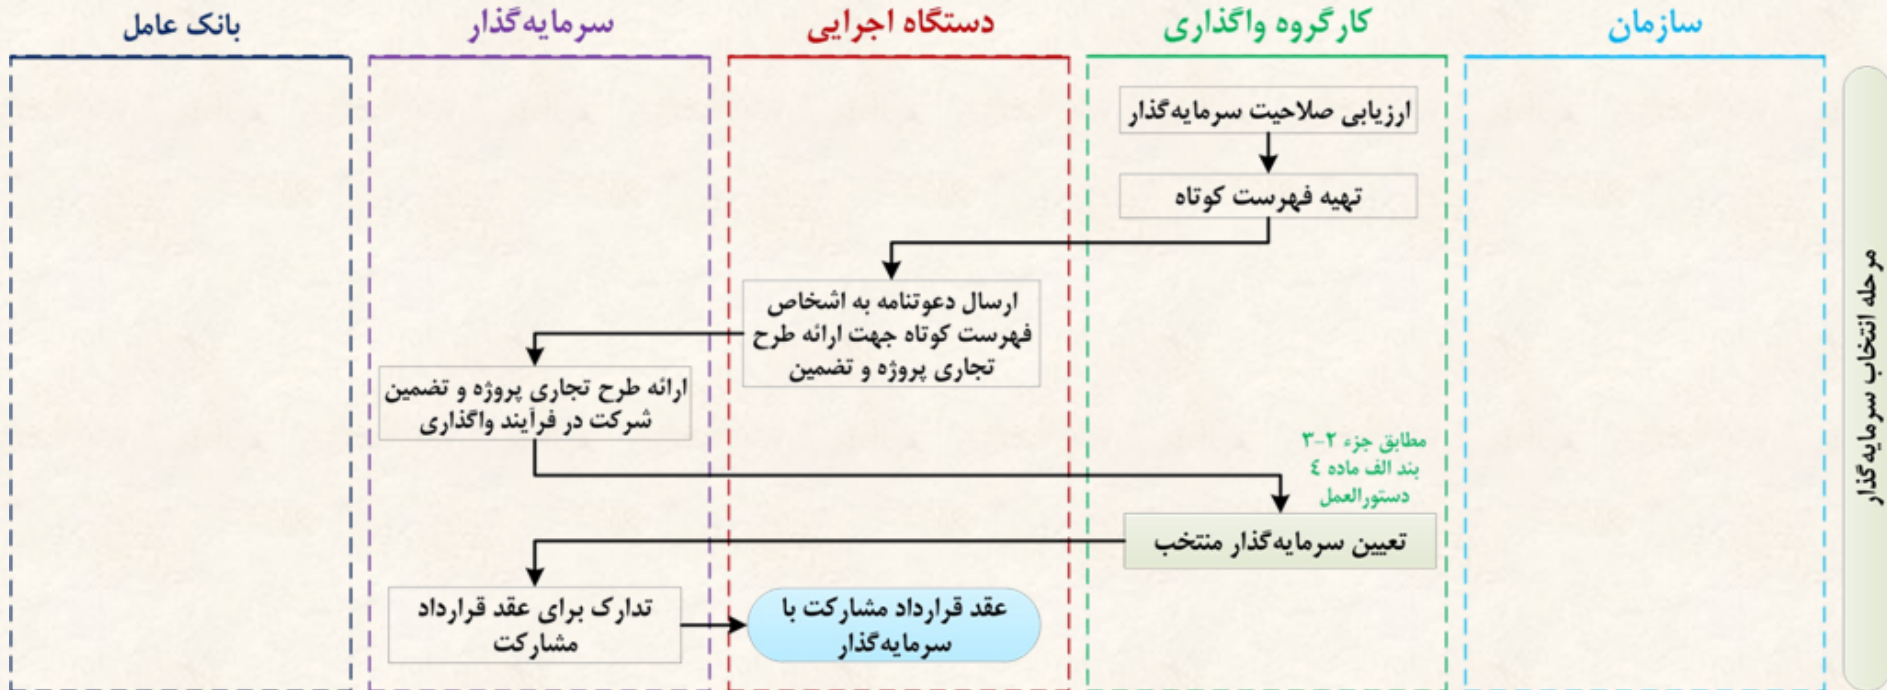 سازمان
کارگروه واگذاری
دستگاه اجرایی
سرمایه‌گذار
بانک عامل
مرحله انتخاب سرمایه‌گذار
ارزیابی صلاحیت سرمایه‌گذار
تهیه فهرست کوتاه
ارسال دعوتنامه به اشخاص
فهرست کوتاه جهت ارائه طرح
تجاری پروژه و تضمین
ارائه طرح تجاری پروژه و تضمین
شرکت در فرآیند واگذاری
مطابق جزء ۲-۳
بند الف ماده ٤
دستورالعمل
تعیین سرمایه‌گذار منتخب
تدارک برای عقد قرارداد
مشارکت
عقد قرارداد مشارکت با
سرمایه‌گذار